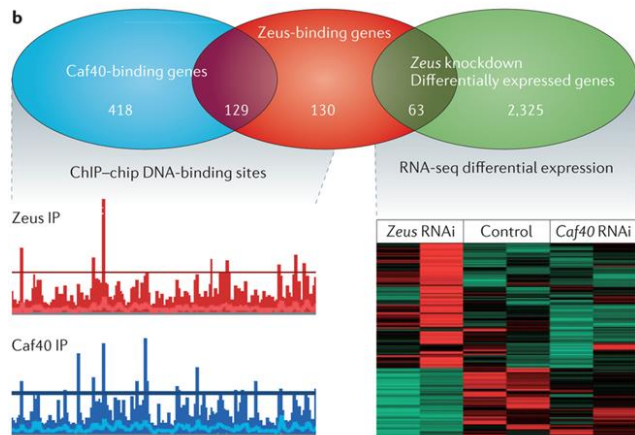 b
Zeus-binding genes
Caf40-binding genes
Zeus knockdown
Differentially expressed genes
418
129
130
63
2,325
ChIP–chip DNA-binding sites
RNA-seq differential expression
Zeus IP
Zeus RNAi
Control
Caf40 RNAi
Caf40 IP